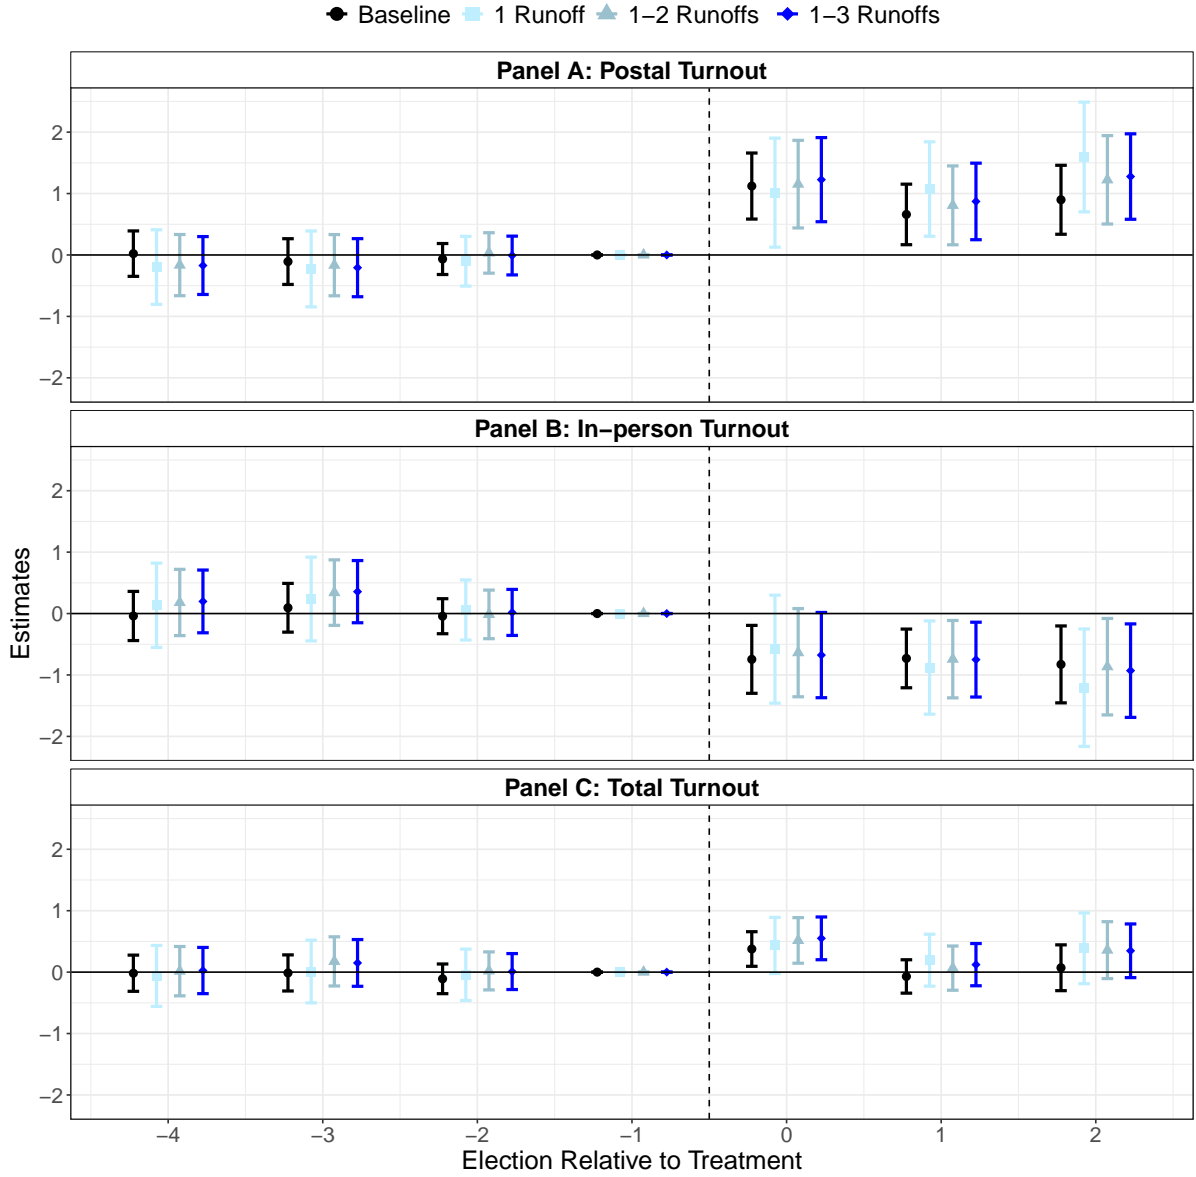 Baseline 1 Runoff 1−2 Runoffs 1−3 Runoffs
Panel A: Postal Turnout
2
1
0
−1
−2
Panel B: In−person Turnout
2
1
0
−1
−2
Estimates
Panel C: Total Turnout
2
1
0
−1
−2
−4 −3 −2 −1 0 1 2
Election Relative to Treatment